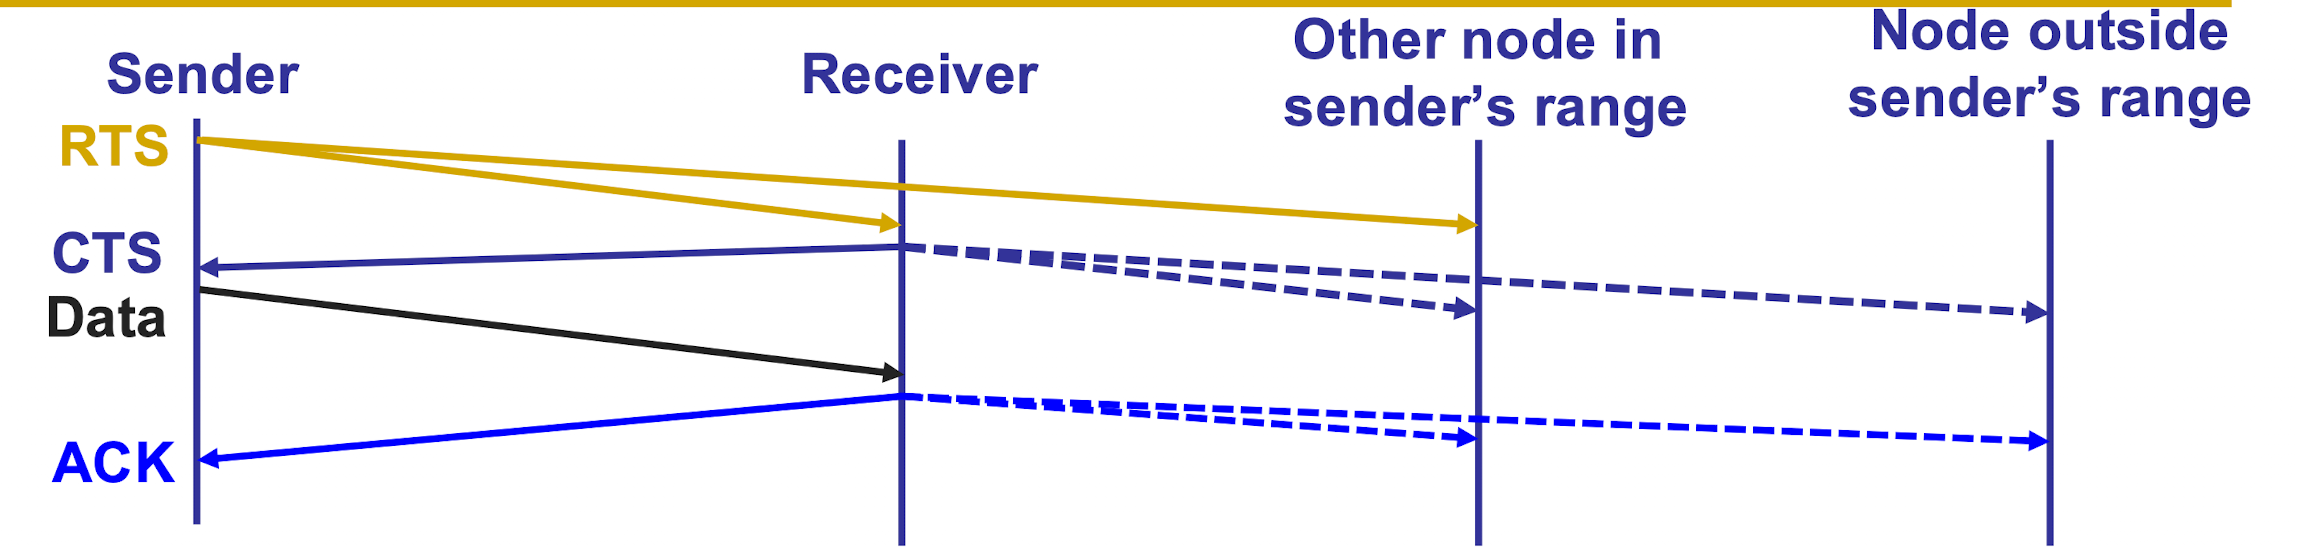 Sender
Receiver
Other node in
sender’s range
Node outside
sender’s range
RTS
CTS
Data
ACK